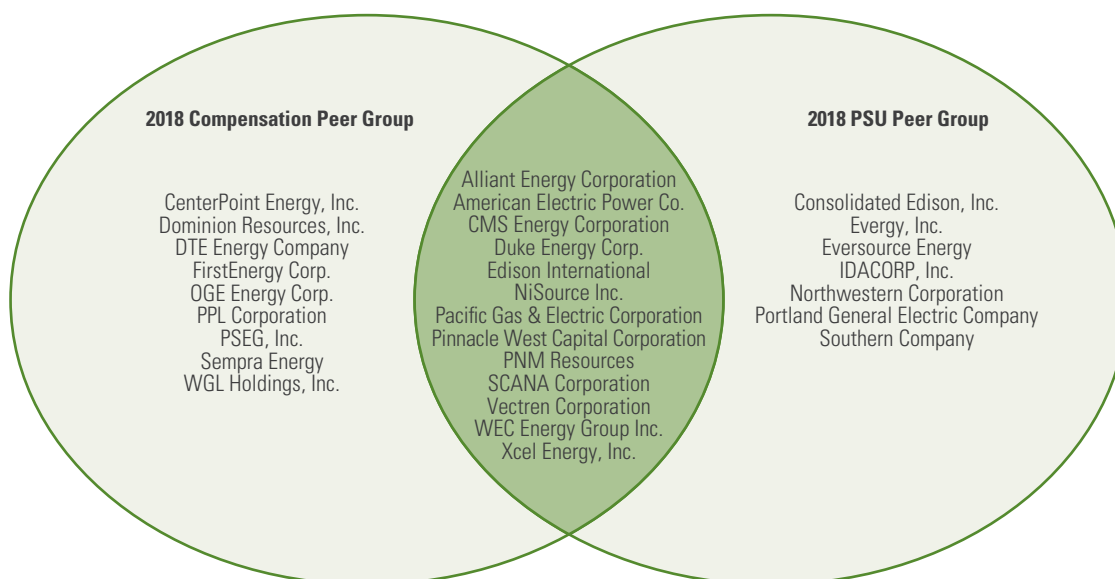 2018 Compensation Peer Group
CenterPoint Energy, Inc.
Dominion Resources, Inc.
DTE Energy Company
FirstEnergy Corp.
OGE Energy Corp.
PPL Corporation
PSEG, Inc.
Sempra Energy
WGL Holdings, Inc.
Alliant Energy Corporation
American Electric Power Co.
CMS Energy Corporation
Duke Energy Corp.
Edison International
NiSource Inc.
Pacific Gas & Electric Corporation
Pinnacle West Capital Corporation
PNM Resources
SCANA Corporation
Vectren Corporation
WEC Energy Group Inc.
Xcel Energy, Inc.
2018 PSU Peer Group
Consolidated Edison, Inc.
Evergy, Inc.
Eversource Energy
IDACORP, Inc.
Northwestern Corporation
Portland General Electric Company
Southern Company